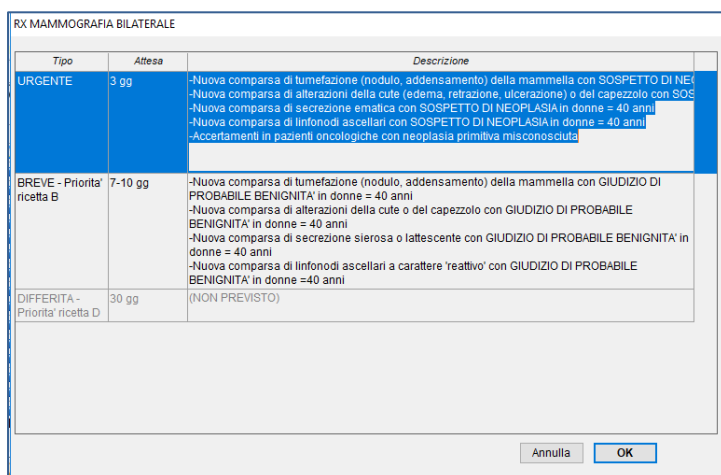 RX MAMMOGRAFIA BILATERALE
Tipo Attesa Descrizione
URGENTE 3 gg -Nuova comparsa di tumefazione (nodulo, addensamento) della mammella con SOSPETTO DI
-Nuova comparsa di alterazioni della cute (edema, retrazione, ulcerazione) o del capezzolo con
-Nuova comparsa di secrezione ematica con SOSPETTO DI NEOPLASIA in donne = 40 anni
-Nuova comparsa di linfonodi ascellari con SOSPETTO DI NEOPLASIA in donne = 40 anni
-Accertamenti in pazienti oncologiche con neoplasia primitiva misconosciuta
BREVE - Priorita' 7-10 gg -Nuova comparsa di tumefazione (nodulo, addensamento) della mammella con GIUDIZIO DI
ricetta B PROBABILE BENIGNITA' in donne = 40 anni
-Nuova comparsa di alterazioni della cute o del capezzolo con GIUDIZIO DI PROBABILE
BENIGNITA' in donne = 40 anni
-Nuova comparsa di secrezione sierosa o lattescente con GIUDIZIO DI PROBABILE BENIGNITA' in
donne = 40 anni
-Nuova comparsa di linfonodi ascellari a carattere 'reattivo' con GIUDIZIO DI PROBABILE
BENIGNITA' in donne =40 anni
DIFFERITA - 30 gg (NON PREVISTO)
Priorita' ricetta D
Annulla OK